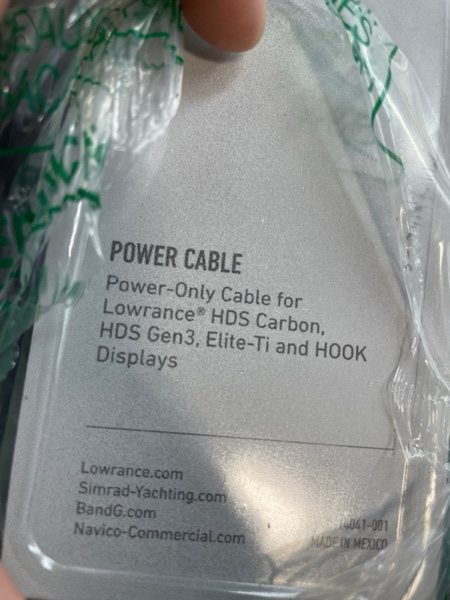 POWER CABLE
Power-Only Cable for
Lowrance® HDS Carbon,
HDS Gen3, Elite-Ti and HOOK
Displays
Lowrance.com
Simrad-Yachting.com
BandG.com
Navico-Commercial.com
MADE IN MEXICO